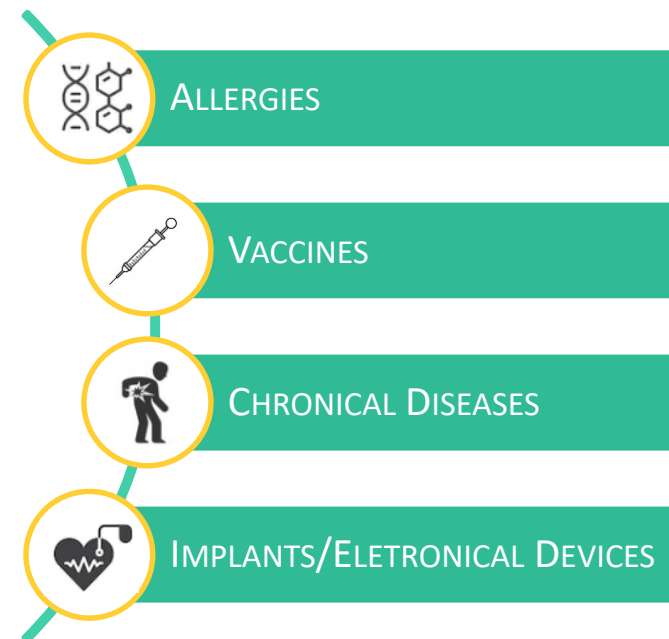 ALLERGIES
VACCINES
CHRONICAL DISEASES
IMPLANTS/ELETRONICAL DEVICES